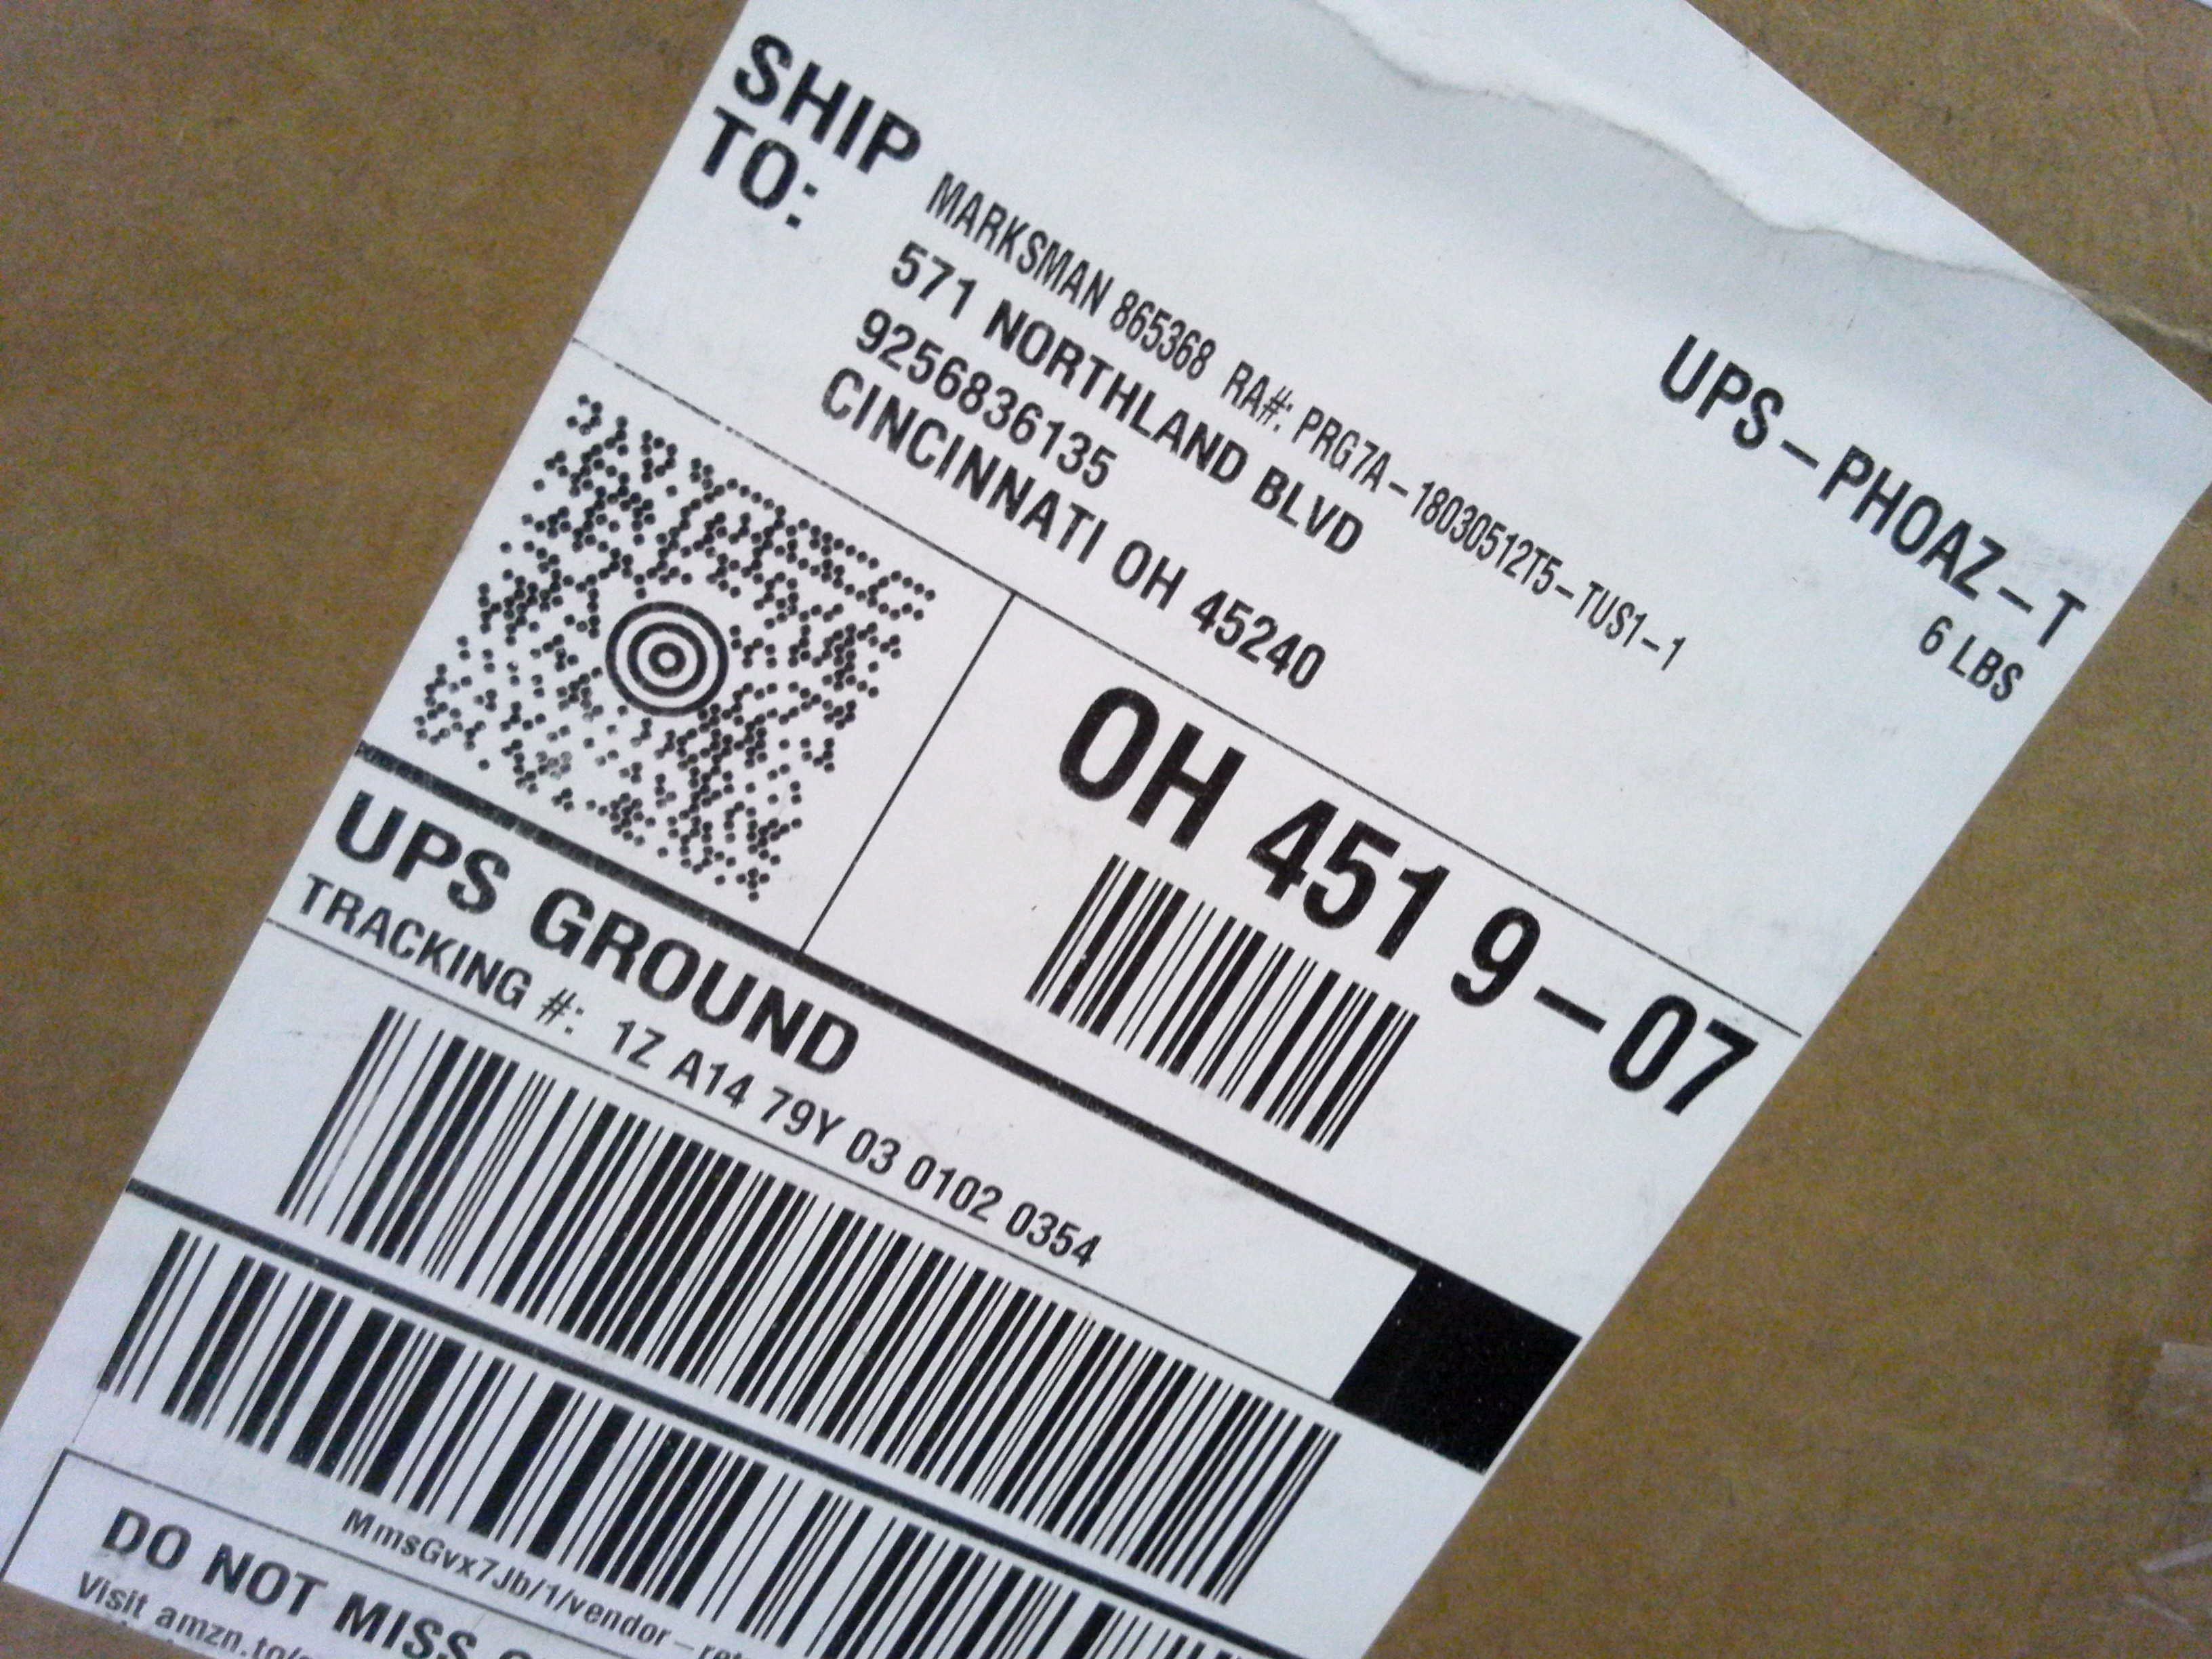 UPS-PHOAZ-T
6 LBS
SHIP
TO:
MARKSMAN 865368 RA#: PRG7A-18030512T5-TUS1-1
571 NORTHLAND BLVD
9256836135
CINCINNATI OH 45240
OH 451 9-07
UPS GROUND
TRACKING #: 1Z A14 79Y 03 0102 0354
MmsGvx7Jb/1/vendor-ret
DO NOT MISS
Visit amzn.to/